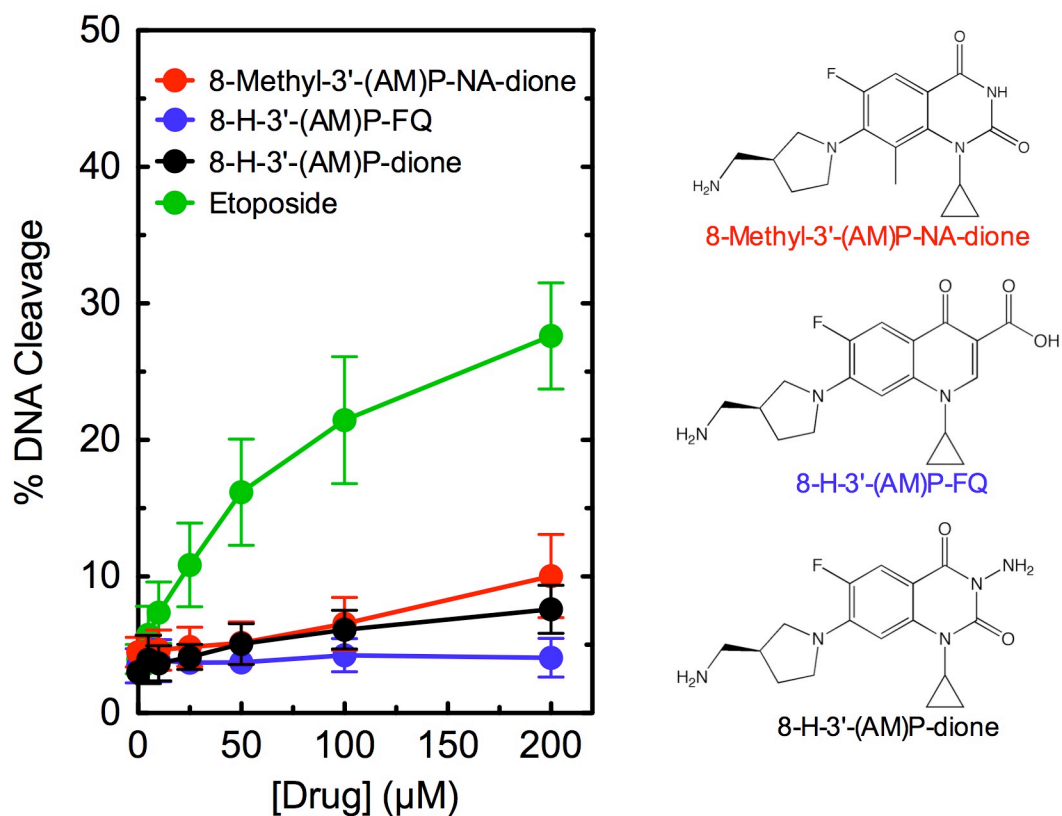 % DNA Cleavage
50
40
30
20
10
0
8-Methyl-3'-(AM)P-NA-dione
8-H-3'-(AM)P-FQ
8-H-3'-(AM)P-dione
Etoposide
0 50 100 150 200
[Drug] (µM)
O
F
NH
N
N
O
H₂N
8-Methyl-3'-(AM)P-NA-dione
O
O
F
OH
N
N
H₂N
8-H-3'-(AM)P-FQ
O
F
NH₂
N
N
N
O
H₂N
8-H-3'-(AM)P-dione